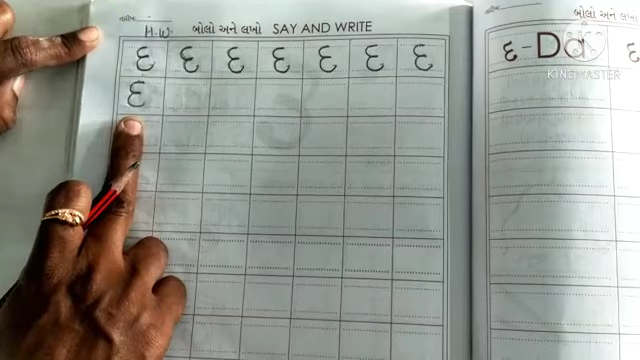 તારીખ:
H.W. બોલો અને લખો SAY AND WRITE
દ દ દ દ દ દ દ
દ
તારીખ:
બોલો અને લખો
દ - Da દ
KINEMASTER